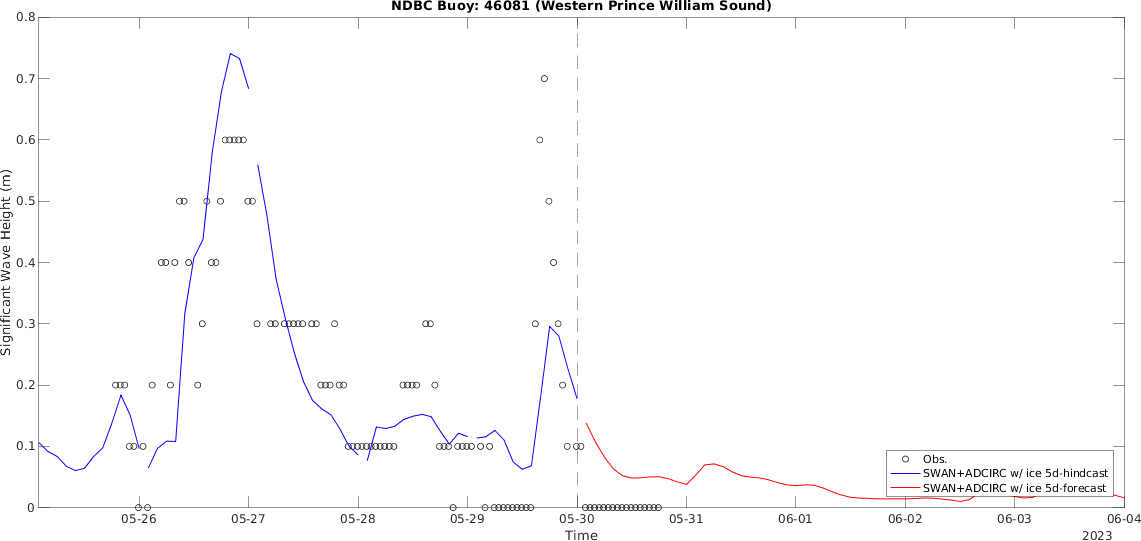 NDBC Buoy: 46081 (Western Prince William Sound)
0.8
0.7
0.6
0.5
0.4
0.3
0.2
0.1
0
Significant Wave Height (m)
Obs.
SWAN+ADCIRC w/ ice 5d-hindcast
SWAN+ADCIRC w/ ice 5d-forecast
05-26 05-27 05-28 05-29 05-30 05-31 06-01 06-02 06-03 06-04
Time
2023